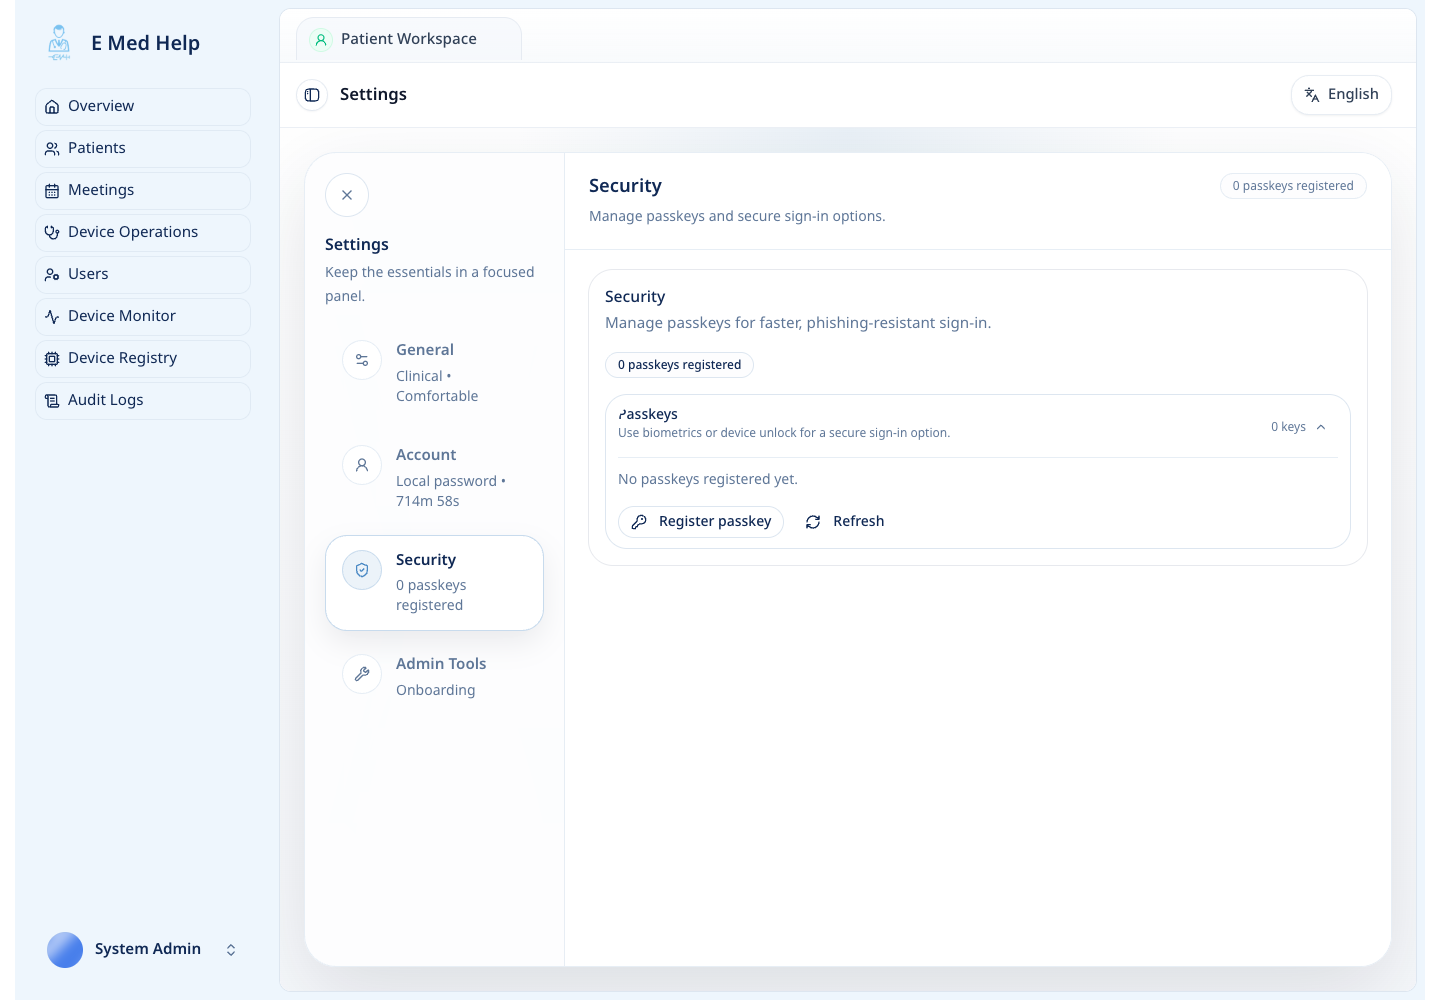 E Med Help
Overview
Patients
Meetings
Device Operations
Users
Device Monitor
Device Registry
Audit Logs
System Admin
Patient Workspace
Settings
English
Settings
Keep the essentials in a focused
panel.
General
Clinical •
Comfortable
Account
Local password •
714m 58s
Security
0 passkeys
registered
Admin Tools
Onboarding
Security
0 passkeys registered
Manage passkeys and secure sign-in options.
Security
Manage passkeys for faster, phishing-resistant sign-in.
0 passkeys registered
Passkeys
Use biometrics or device unlock for a secure sign-in option.
0 keys
No passkeys registered yet.
Register passkey
Refresh